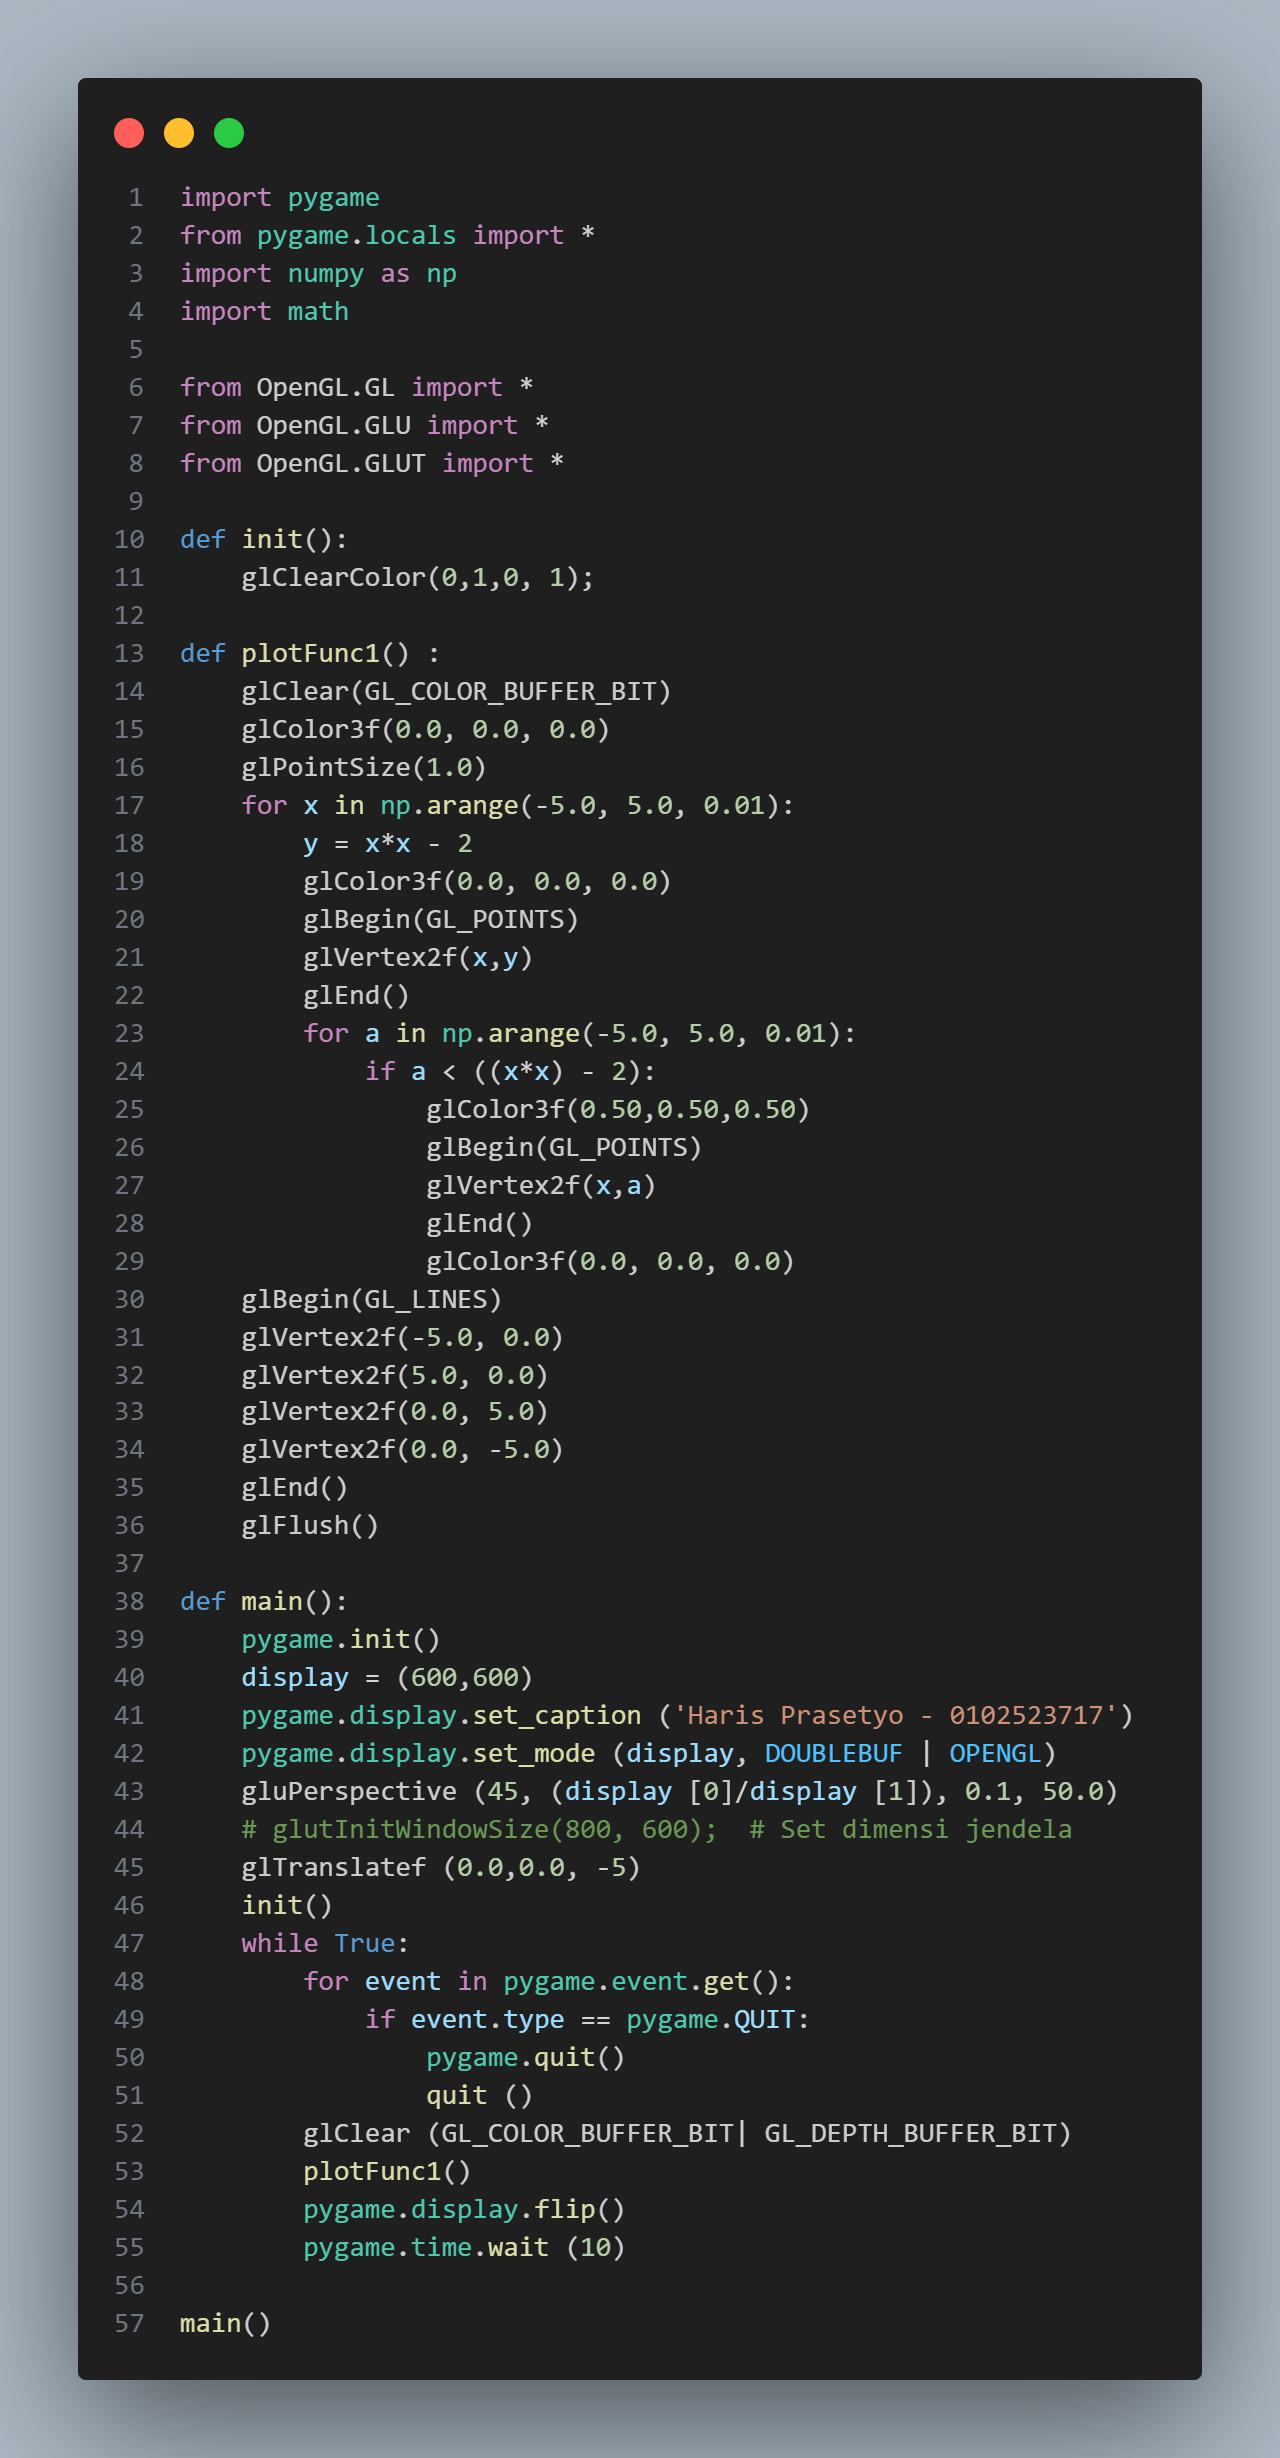 1 import pygame
2 from pygame.locals import *
3 import numpy as np
4 import math
5
6 from OpenGL.GL import *
7 from OpenGL.GLU import *
8 from OpenGL.GLUT import *
9
10 def init():
11     glClearColor(0,1,0, 1);
12
13 def plotFunc1() :
14     glClear(GL_COLOR_BUFFER_BIT)
15     glColor3f(0.0, 0.0, 0.0)
16     glPointSize(1.0)
17     for x in np.arange(-5.0, 5.0, 0.01):
18         y = x*x - 2
19         glColor3f(0.0, 0.0, 0.0)
20         glBegin(GL_POINTS)
21         glVertex2f(x,y)
22         glEnd()
23         for a in np.arange(-5.0, 5.0, 0.01):
24             if a < ((x*x) - 2):
25                 glColor3f(0.50,0.50,0.50)
26                 glBegin(GL_POINTS)
27                 glVertex2f(x,a)
28                 glEnd()
29                 glColor3f(0.0, 0.0, 0.0)
30     glBegin(GL_LINES)
31     glVertex2f(-5.0, 0.0)
32     glVertex2f(5.0, 0.0)
33     glVertex2f(0.0, 5.0)
34     glVertex2f(0.0, -5.0)
35     glEnd()
36     glFlush()
37
38 def main():
39     pygame.init()
40     display = (600,600)
41     pygame.display.set_caption ('Haris Prasetyo - 0102523717')
42     pygame.display.set_mode (display, DOUBLEBUF | OPENGL)
43     gluPerspective (45, (display [0]/display [1]), 0.1, 50.0)
44     # glutInitWindowSize(800, 600);  # Set dimensi jendela
45     glTranslatef (0.0,0.0, -5)
46     init()
47     while True:
48         for event in pygame.event.get():
49             if event.type == pygame.QUIT:
50                 pygame.quit()
51                 quit ()
52         glClear (GL_COLOR_BUFFER_BIT| GL_DEPTH_BUFFER_BIT)
53         plotFunc1()
54         pygame.display.flip()
55         pygame.time.wait (10)
56
57 main()